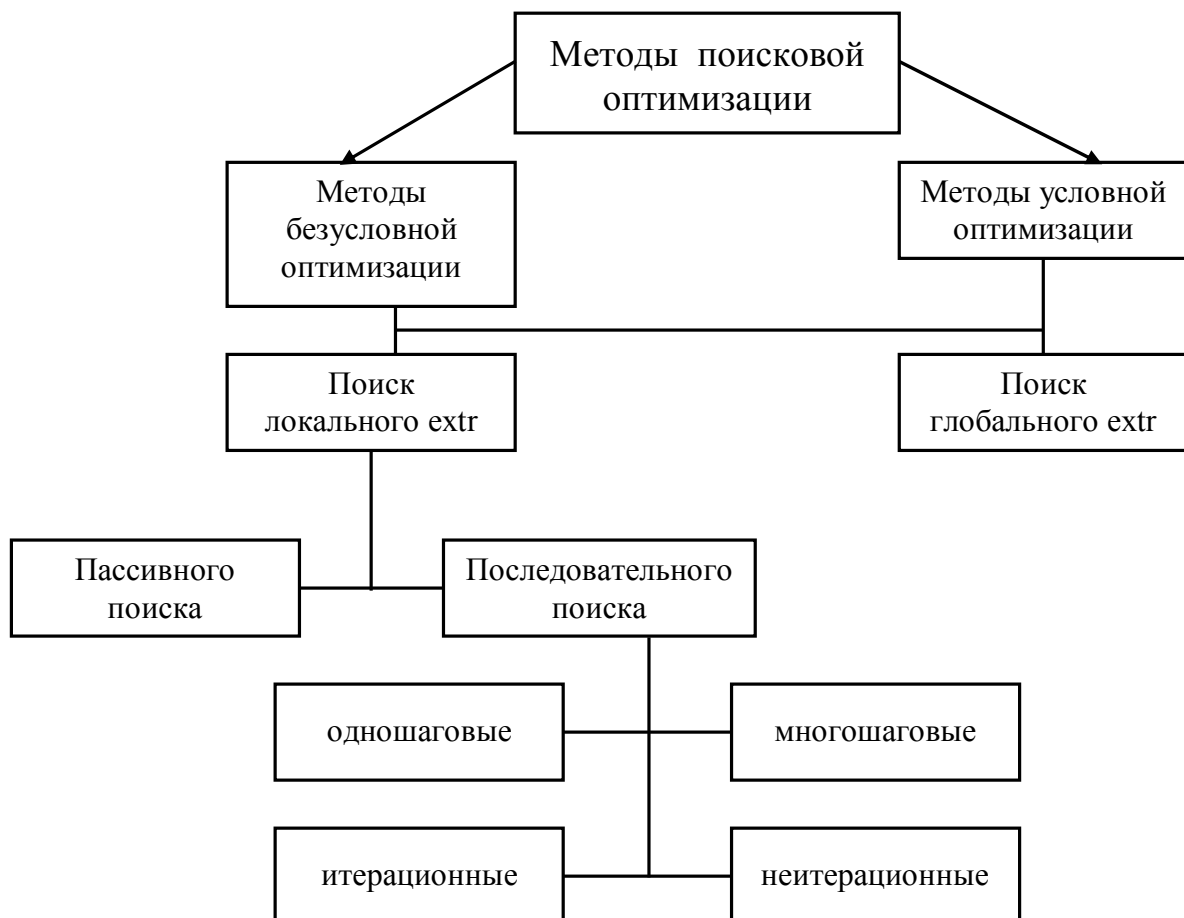 Методы поисковой
оптимизации
Методы
безусловной
оптимизации
Методы условной
оптимизации
Поиск
локального extr
Поиск
глобального extr
Пассивного
поиска
Последовательного
поиска
одношаговые
многошаговые
итерационные
неитерационные